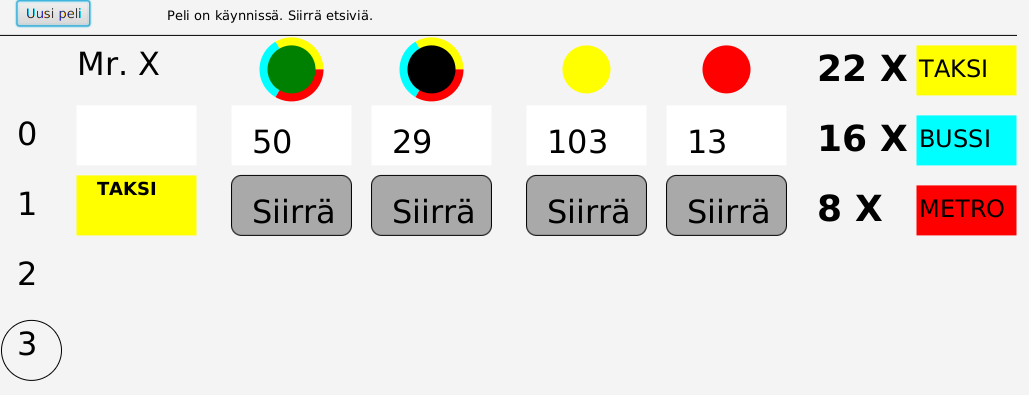 Uusi peli Peli on käynnissä. Siirrä etsiviä.
Mr. X 22 X TAKSI
0 50 29 103 13 16 X BUSSI
1 TAKSI Siirrä Siirrä Siirrä Siirrä 8 X METRO
2
3